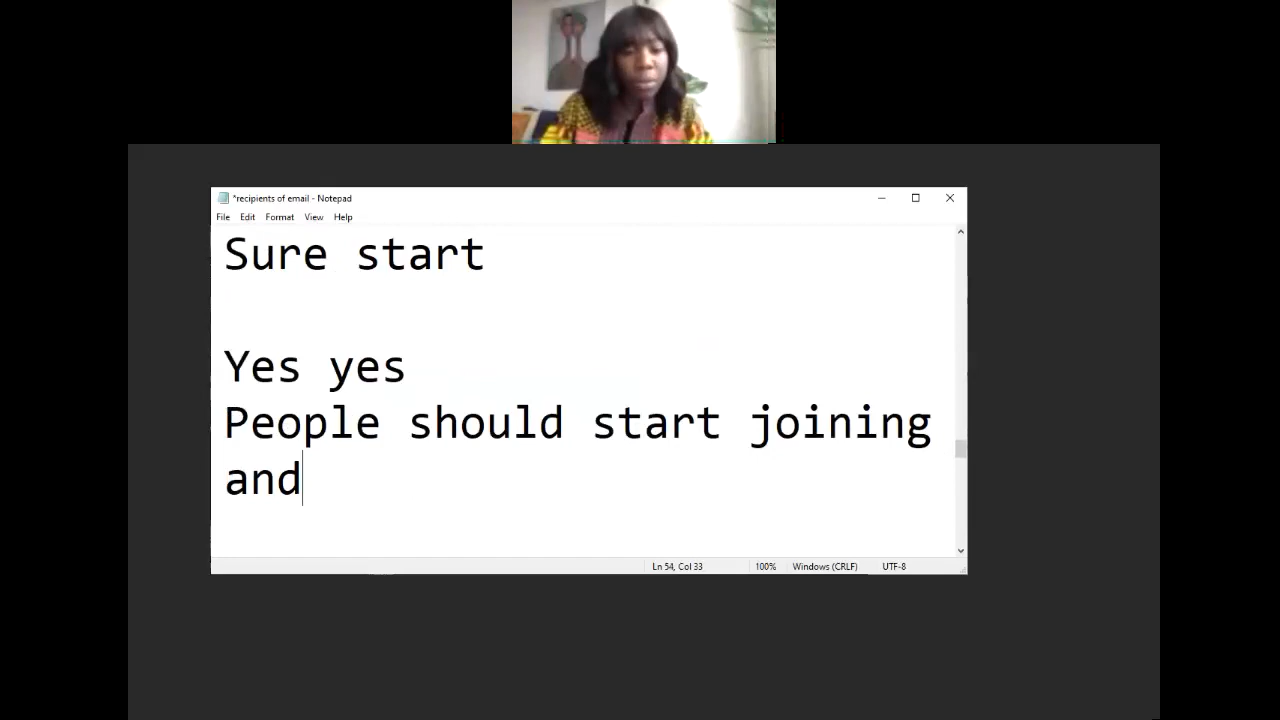 *recipients of email - Notepad
File Edit Format View Help
Sure start
Yes yes
People should start joining
and
Ln 54, Col 33 100% Windows (CRLF) UTF-8